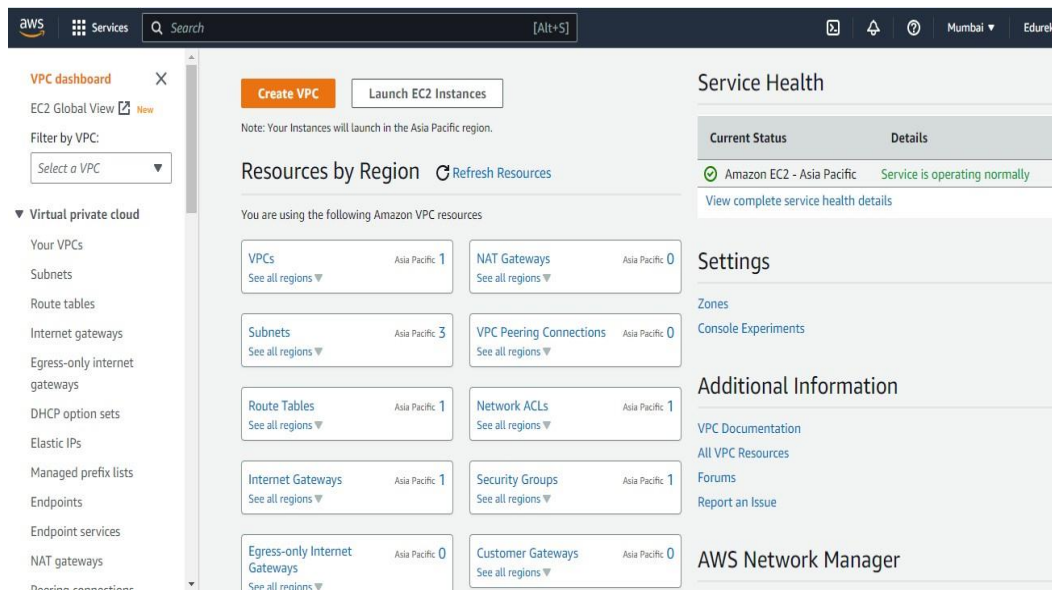 aws
Services
Search
[Alt+S]
Mumbai ▼
VPC dashboard
EC2 Global View
New
Filter by VPC:
Select a VPC
▼ Virtual private cloud
Your VPCs
Subnets
Route tables
Internet gateways
Egress-only internet
gateways
DHCP option sets
Elastic IPs
Managed prefix lists
Endpoints
Endpoint services
NAT gateways
Peering connections
Create VPC
Launch EC2 Instances
Note: Your Instances will launch in the Asia Pacific region.
Resources by Region
Refresh Resources
You are using the following Amazon VPC resources
VPCs
Asia Pacific 1
See all regions ▼
NAT Gateways
Asia Pacific 0
See all regions ▼
Subnets
Asia Pacific 3
See all regions ▼
VPC Peering Connections
Asia Pacific 0
See all regions ▼
Route Tables
Asia Pacific 1
See all regions ▼
Network ACLs
Asia Pacific 1
See all regions ▼
Internet Gateways
Asia Pacific 1
See all regions ▼
Security Groups
Asia Pacific 1
See all regions ▼
Egress-only Internet
Gateways
Asia Pacific 0
See all regions ▼
Customer Gateways
Asia Pacific 0
See all regions ▼
Service Health
Current Status
Details
Amazon EC2 - Asia Pacific
Service is operating normally
View complete service health details
Settings
Zones
Console Experiments
Additional Information
VPC Documentation
All VPC Resources
Forums
Report an Issue
AWS Network Manager